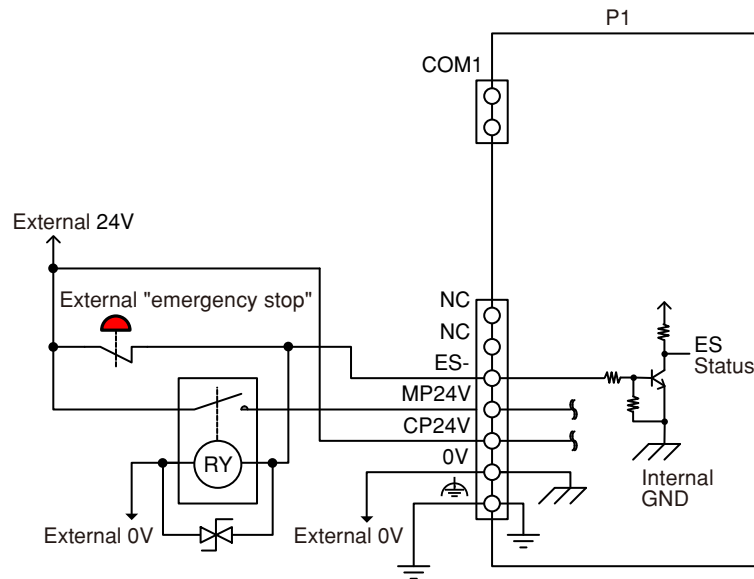 P1
COM1
External 24V
External "emergency stop"
NC
NC
ES-
MP24V
CP24V
0V
ES
Status
RY
Internal
GND
External 0V
External 0V